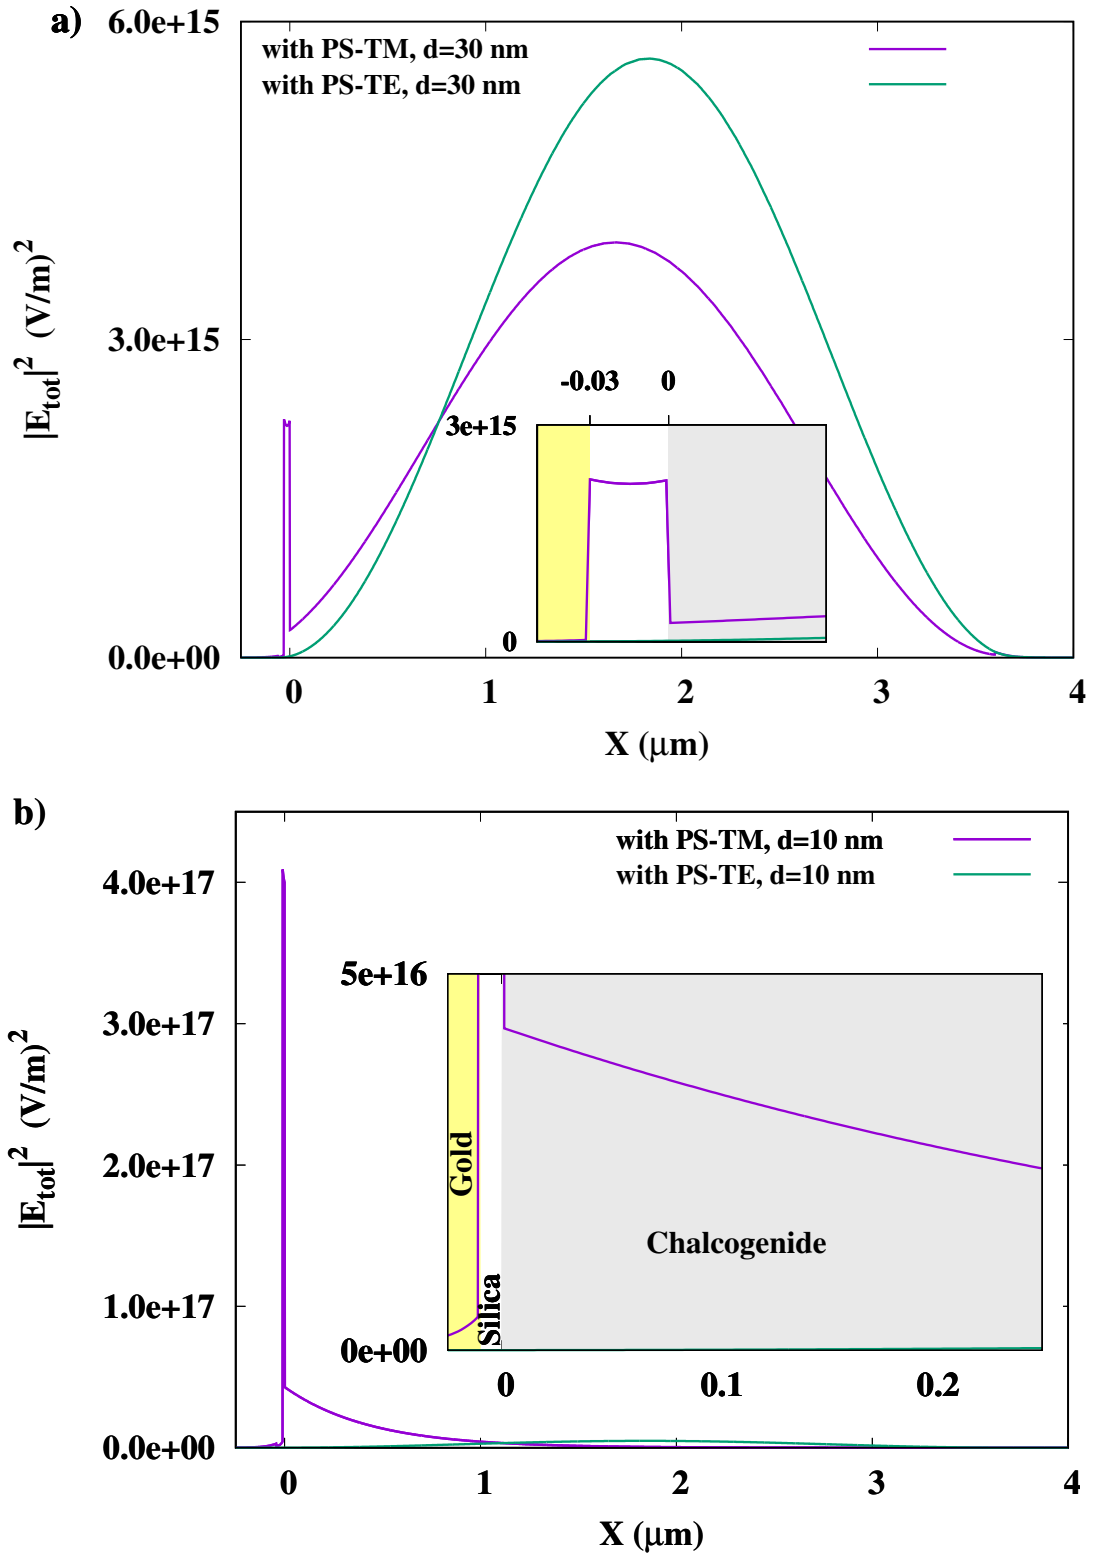 a)
6.0e+15
with PS-TM, d=30 nm
with PS-TE, d=30 nm
|E_tot|^2 (V/m)^2
3.0e+15
-0.03 0
3e+15
0
0.0e+00
0 1 2 3 4
X (μm)
b)
with PS-TM, d=10 nm
with PS-TE, d=10 nm
4.0e+17
5e+16
3.0e+17
|E_tot|^2 (V/m)^2
2.0e+17
Gold
Chalcogenide
Silica
1.0e+17
0e+00
0 0.1 0.2
0.0e+00
0 1 2 3 4
X (μm)